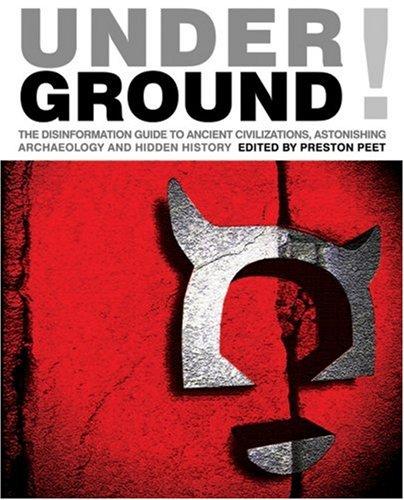 UNDER
GROUND!
THE DISINFORMATION GUIDE TO ANCIENT CIVILIZATIONS, ASTONISHING
ARCHAEOLOGY AND HIDDEN HISTORY EDITED BY PRESTON PEET